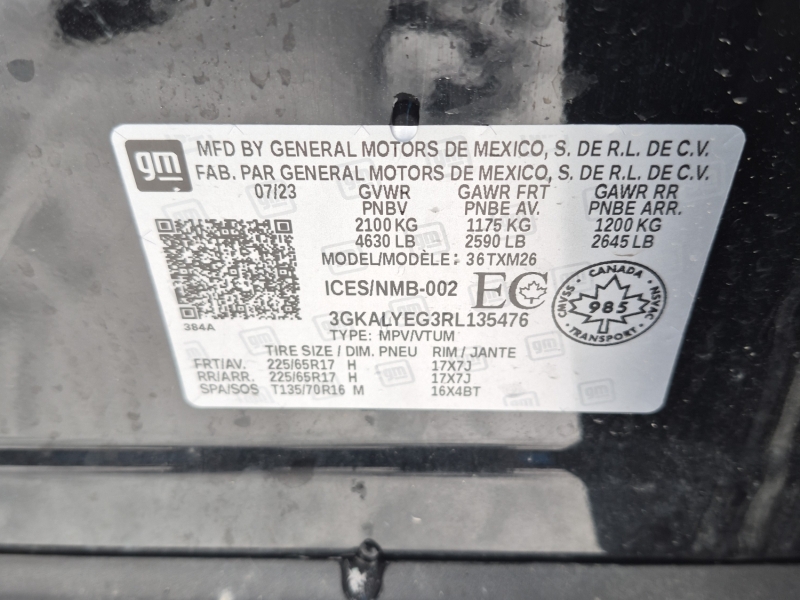 gm
MFD BY GENERAL MOTORS DE MEXICO, S. DE R.L. DE C.V.
FAB. PAR GENERAL MOTORS DE MEXICO, S. DE R.L. DE C.V.
07/23 GVWR GAWR FRT GAWR RR
PNBV PNBE AV. PNBE ARR.
2100 KG 1175 KG 1200 KG
4630 LB 2590 LB 2645 LB
MODEL/MODÈLE: 36TXM26
ICES/NMB-002 EC
CANADA
CMVSS 985 NSVAC
TRANSPORT
3GKALYEG3RL135476
384A
TYPE: MPV/VTUM
TIRE SIZE / DIM. PNEU RIM / JANTE
FRT/AV. 225/65R17 H 17X7J
RR/ARR. 225/65R17 H 17X7J
SPA/SOS T135/70R16 M 16X4BT